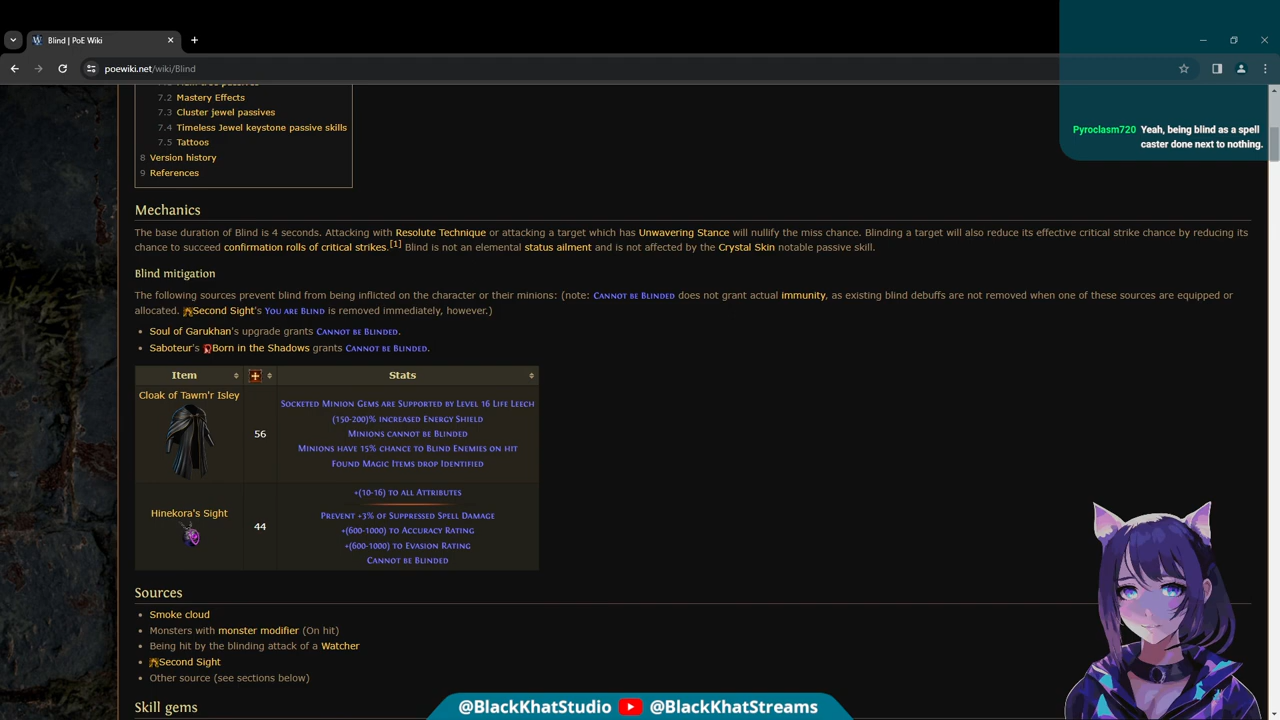 Blind | PoE Wiki
poewiki.net/wiki/Blind
7.2 Mastery Effects
7.3 Cluster jewel passives
7.4 Timeless Jewel keystone passive skills
7.5 Tattoos
8 Version history
9 References
Pyroclasm720 Yeah, being blind as a spell
caster done next to nothing.
Mechanics
The base duration of Blind is 4 seconds. Attacking with Resolute Technique or attacking a target which has Unwavering Stance will nullify the miss chance. Blinding a target will also reduce its effective critical strike chance by reducing its
chance to succeed confirmation rolls of critical strikes.[1] Blind is not an elemental status ailment and is not affected by the Crystal Skin notable passive skill.
Blind mitigation
The following sources prevent blind from being inflicted on the character or their minions: (note: Cannot be Blinded does not grant actual immunity, as existing blind debuffs are not removed when one of these sources are equipped or
allocated. Second Sight's You are Blind is removed immediately, however.)
• Soul of Garukhan's upgrade grants Cannot be Blinded.
• Saboteur's Born in the Shadows grants Cannot be Blinded.
Item Stats
Cloak of Tawm'r Isley
56
Socketed Minion Gems are Supported by Level 16 Life Leech
(150-200)% increased Energy Shield
Minions cannot be Blinded
Minions have 15% chance to Blind Enemies on hit
Found Magic Items drop Identified
Hinekora's Sight
44
+(10-16) to all Attributes
Prevent +3% of Suppressed Spell Damage
+(600-1000) to Accuracy Rating
+(600-1000) to Evasion Rating
Cannot be Blinded
Sources
• Smoke cloud
• Monsters with monster modifier (On hit)
• Being hit by the blinding attack of a Watcher
• Second Sight
• Other source (see sections below)
Skill gems
@BlackKhatStudio @BlackKhatStreams